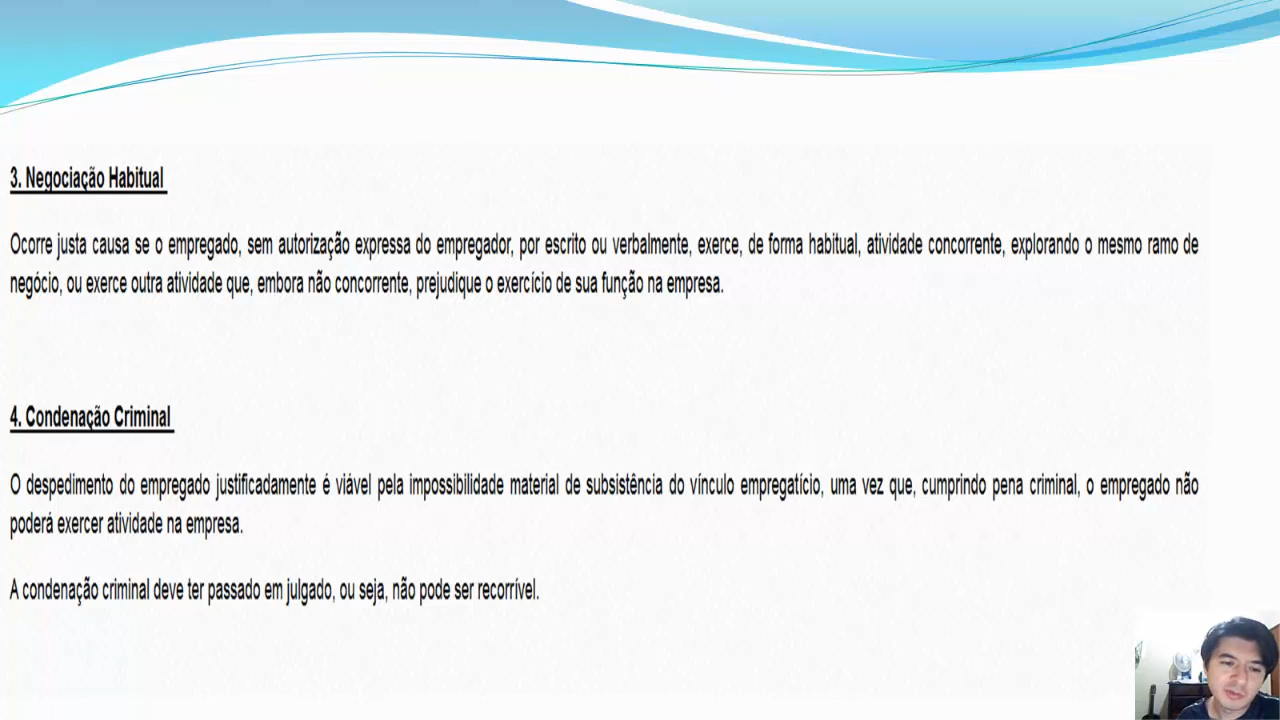 3. Negociação Habitual
Ocorre justa causa se o empregado, sem autorização expressa do empregador, por escrito ou verbalmente, exerce, de forma habitual, atividade concorrente, explorando o mesmo ramo de
negócio, ou exerce outra atividade que, embora não concorrente, prejudique o exercício de sua função na empresa.
4. Condenação Criminal
O despedimento do empregado justificadamente é viável pela impossibilidade material de subsistência do vínculo empregatício, uma vez que, cumprindo pena criminal, o empregado não
poderá exercer atividade na empresa.
A condenação criminal deve ter passado em julgado, ou seja, não pode ser recorrível.